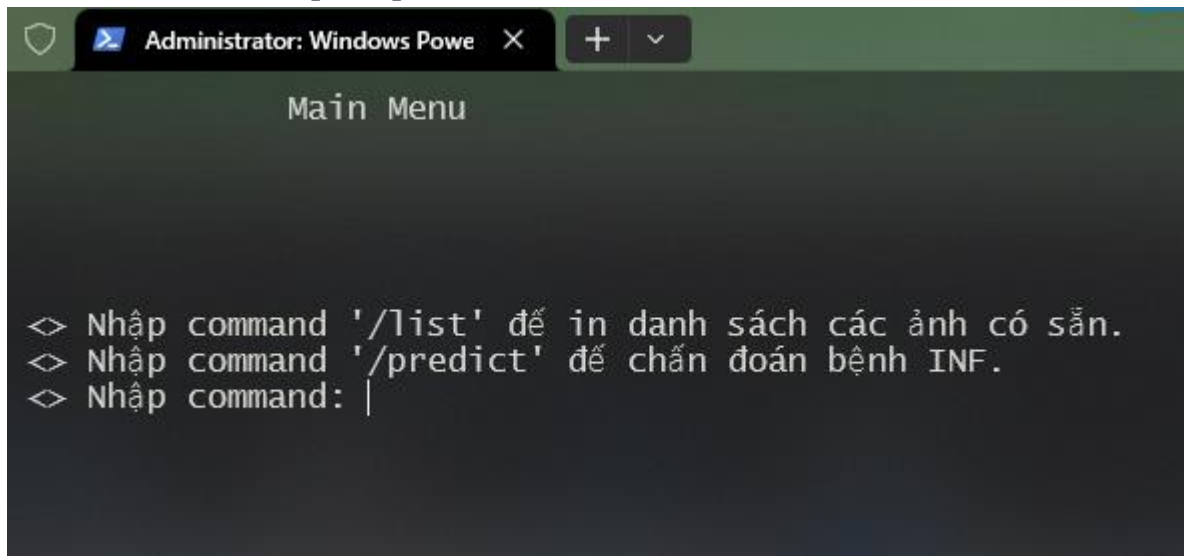 Administrator: Windows Powe
Main Menu
<> Nhập command '/list' để in danh sách các ảnh có sẵn.
<> Nhập command '/predict' để chẩn đoán bệnh INF.
<> Nhập command: